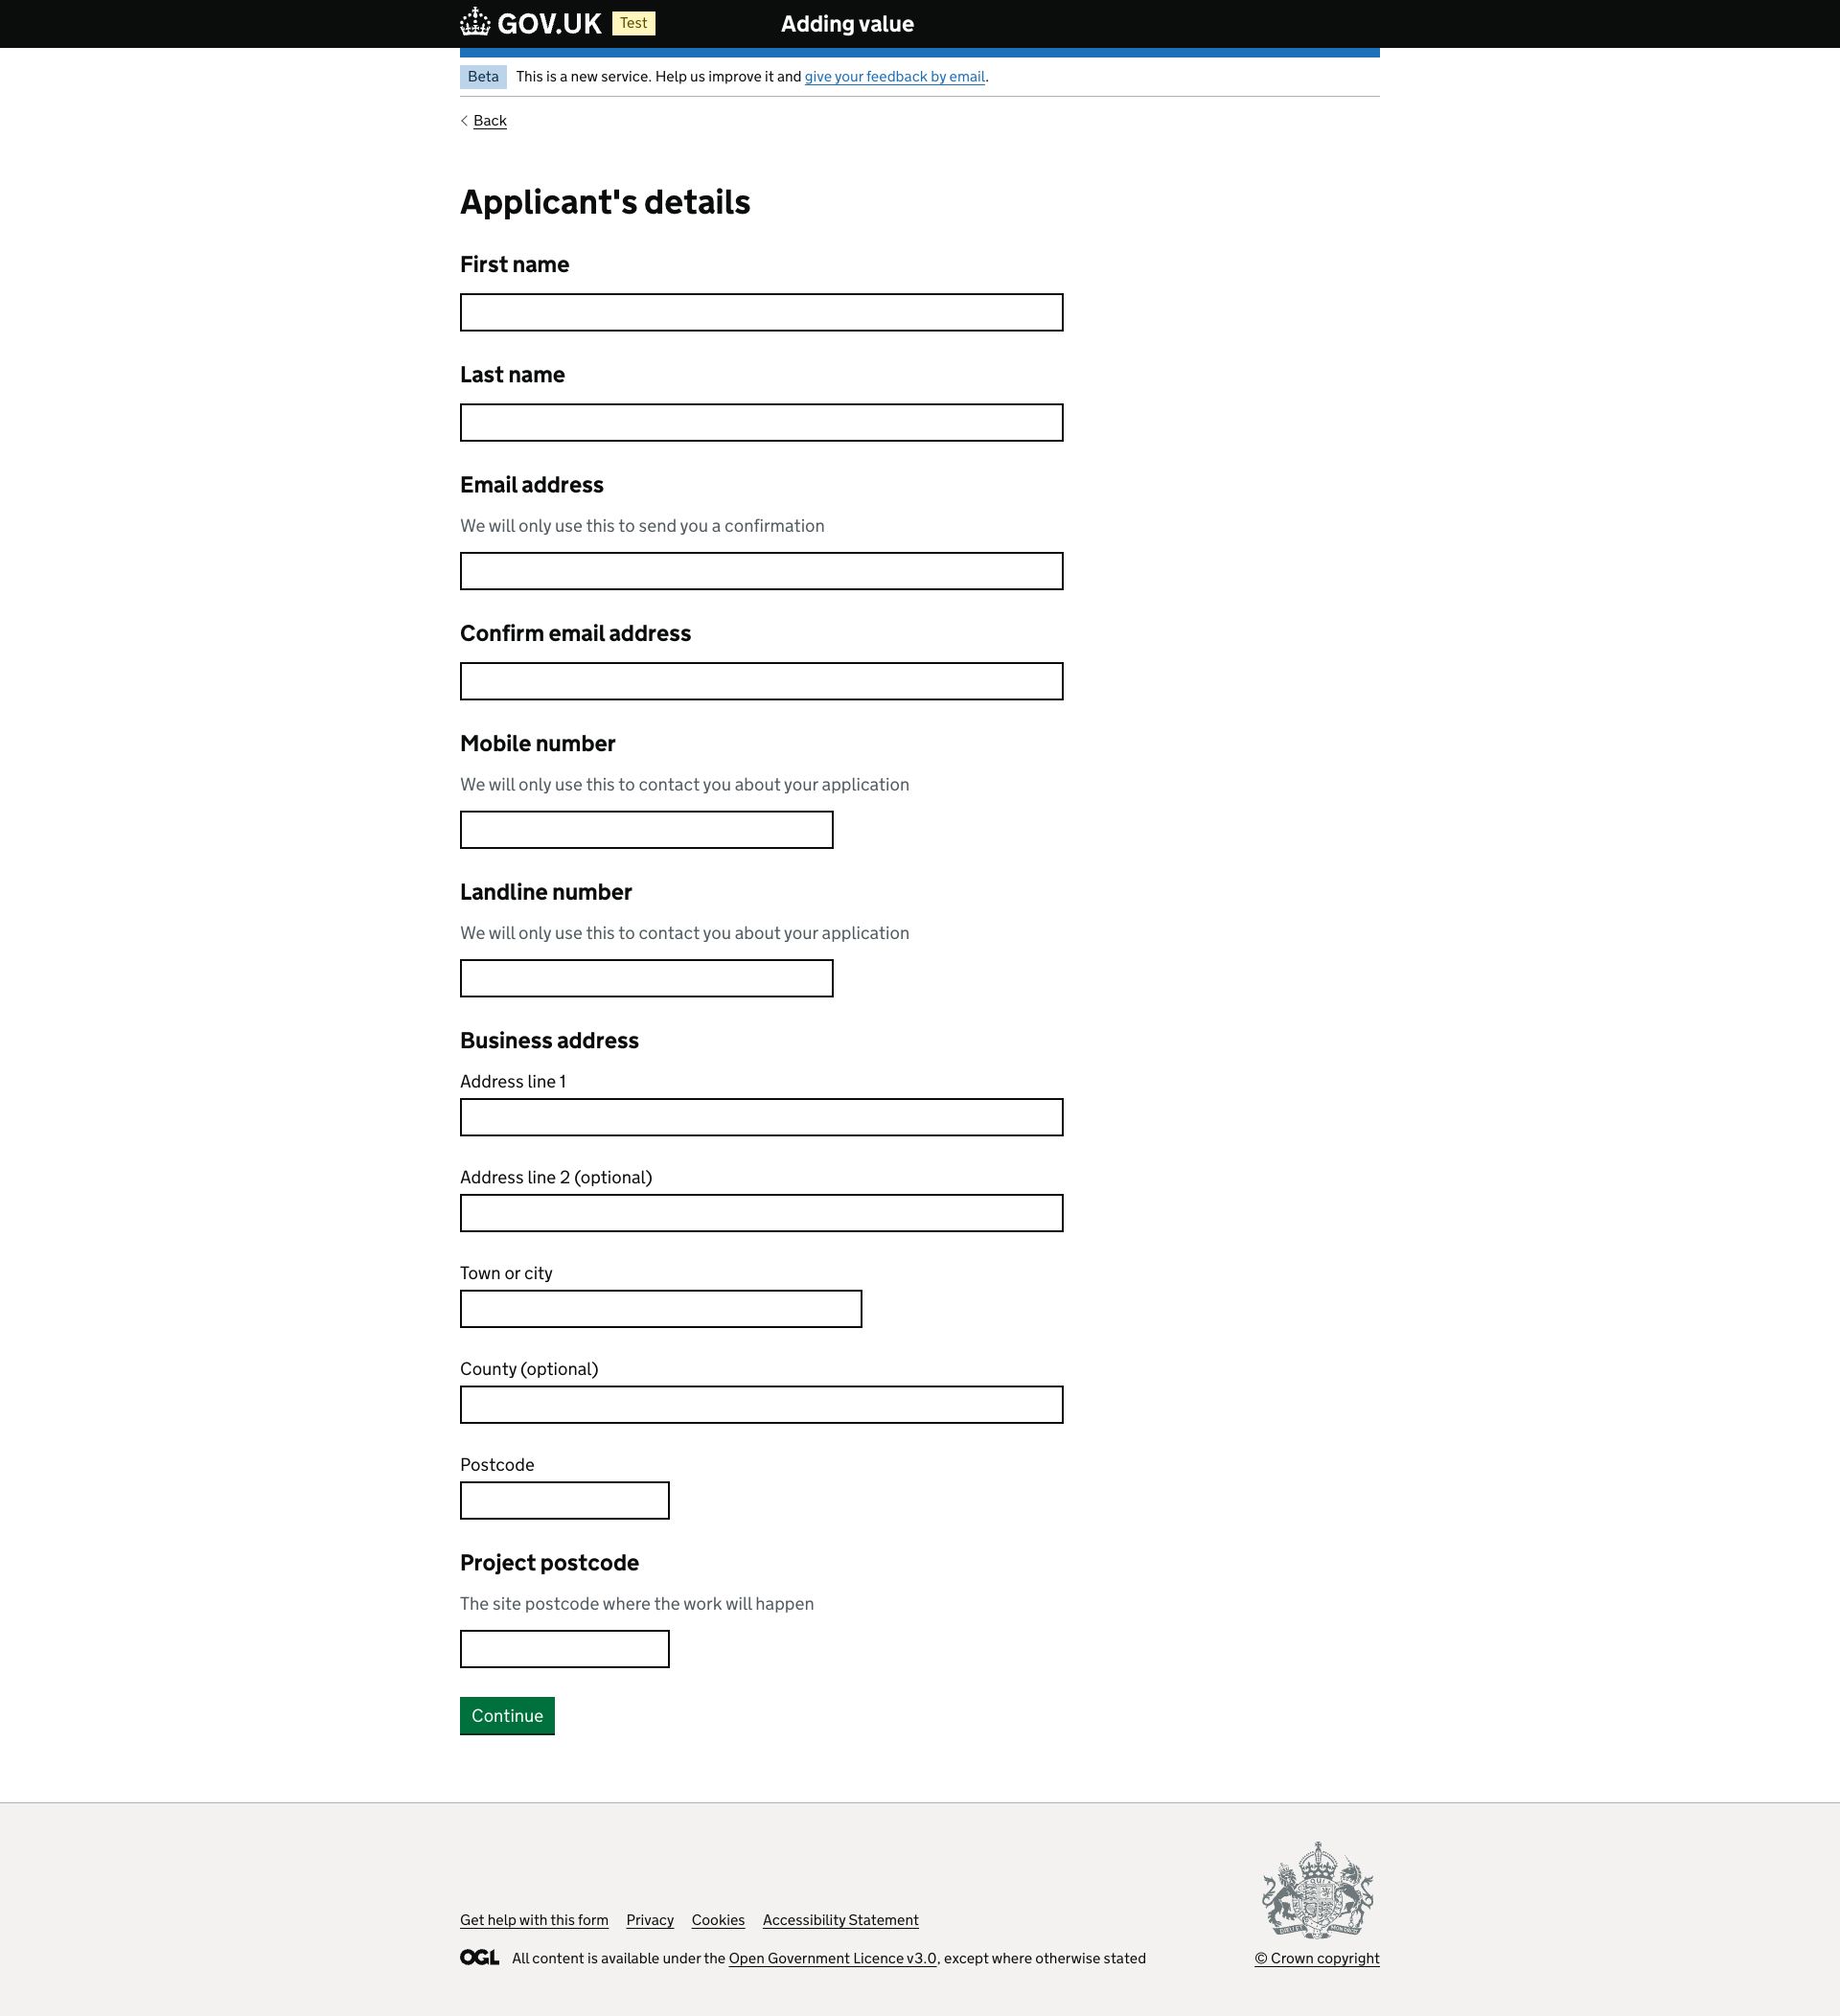 GOV.UK Test Adding value
Beta This is a new service. Help us improve it and give your feedback by email.
Back
Applicant's details
First name
Last name
Email address
We will only use this to send you a confirmation
Confirm email address
Mobile number
We will only use this to contact you about your application
Landline number
We will only use this to contact you about your application
Business address
Address line 1
Address line 2 (optional)
Town or city
County (optional)
Postcode
Project postcode
The site postcode where the work will happen
Continue
Get help with this form Privacy Cookies Accessibility Statement
OGL All content is available under the Open Government Licence v3.0, except where otherwise stated
© Crown copyright